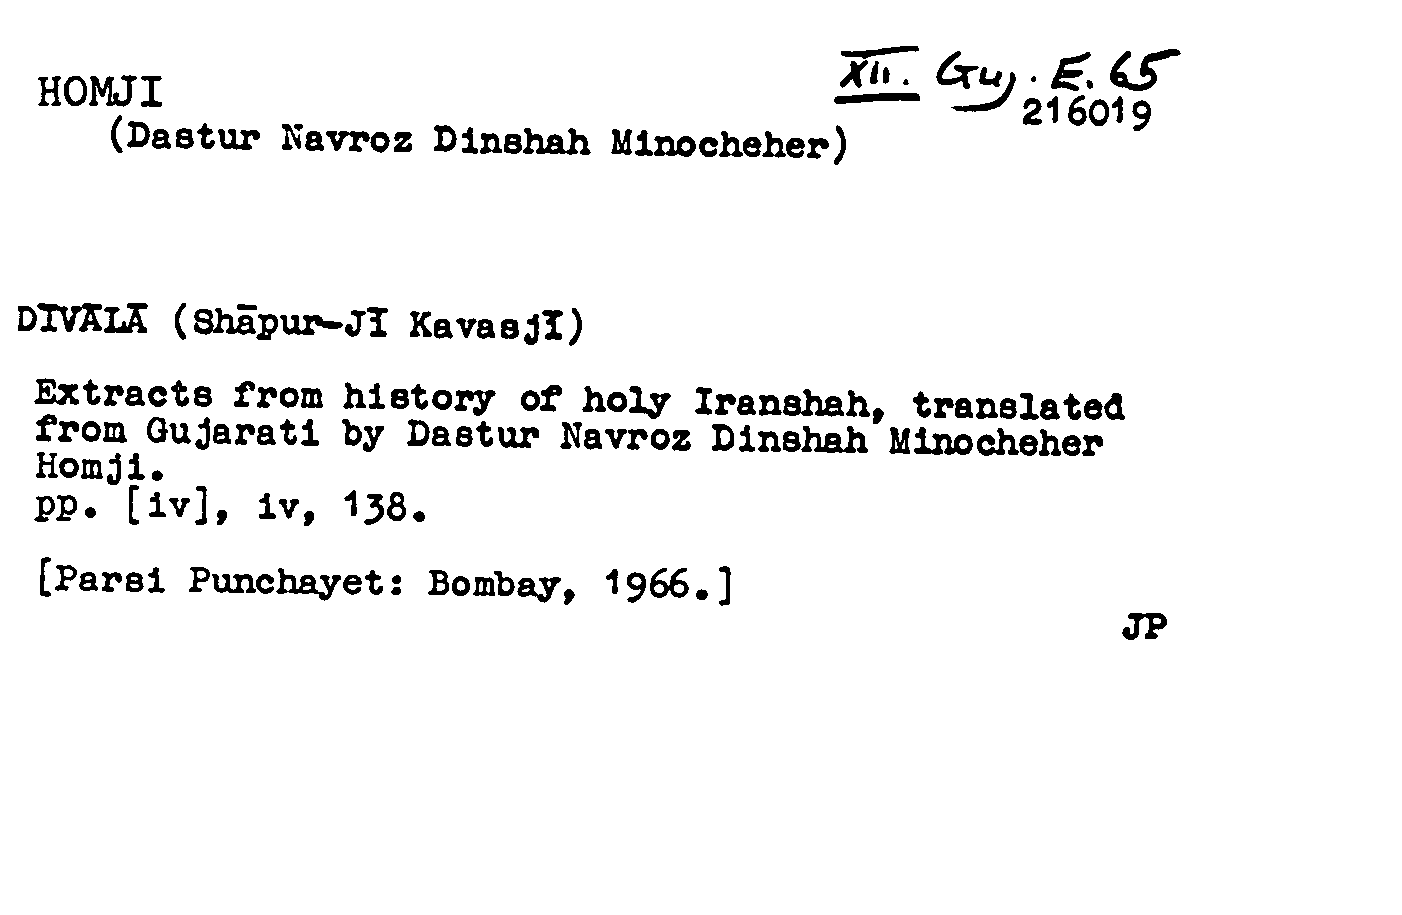 HOMJI
XII. Guj. E. 65
216019
(Dastur Navroz Dinshah Minocheher)
DĪVĀLĀ (Shāpur-Jī Kavasjī)
Extracts from history of holy Iranshah, translated
from Gujarati by Dastur Navroz Dinshah Minocheher
Homji.
pp. [iv], iv, 138.
[Parsi Punchayet: Bombay, 1966.]
JP